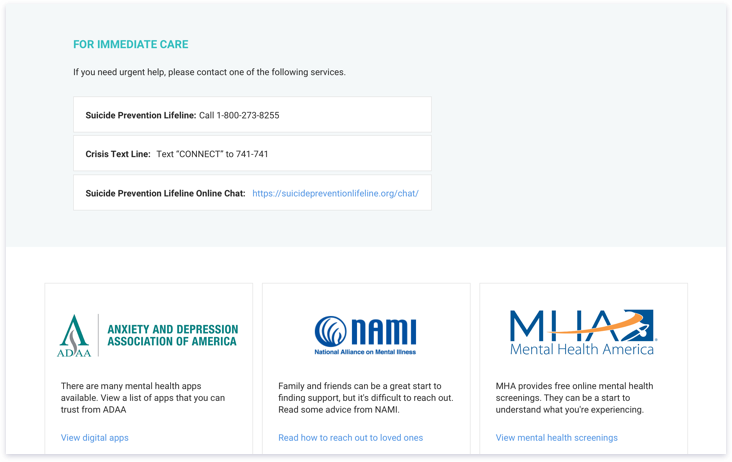 FOR IMMEDIATE CARE
If you need urgent help, please contact one of the following services.
Suicide Prevention Lifeline: Call 1-800-273-8255
Crisis Text Line: Text “CONNECT” to 741-741
Suicide Prevention Lifeline Online Chat: https://suicidepreventionlifeline.org/chat/
ADAA
ANXIETY AND DEPRESSION
ASSOCIATION OF AMERICA
There are many mental health apps
available. View a list of apps that you can
trust from ADAA
View digital apps
NAMI
National Alliance on Mental Illness
Family and friends can be a great start to
finding support, but it's difficult to reach out.
Read some advice from NAMI.
Read how to reach out to loved ones
MHA
Mental Health America
MHA provides free online mental health
screenings. They can be a start to
understand what you're experiencing.
View mental health screenings